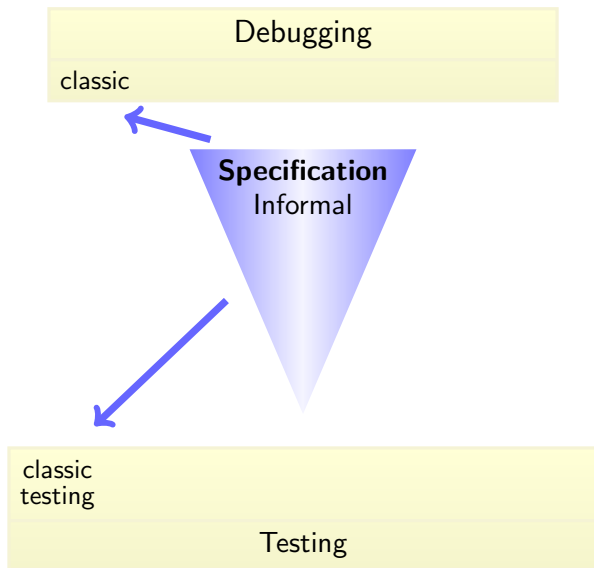 Debugging
classic
Specification
Informal
classic
testing
Testing